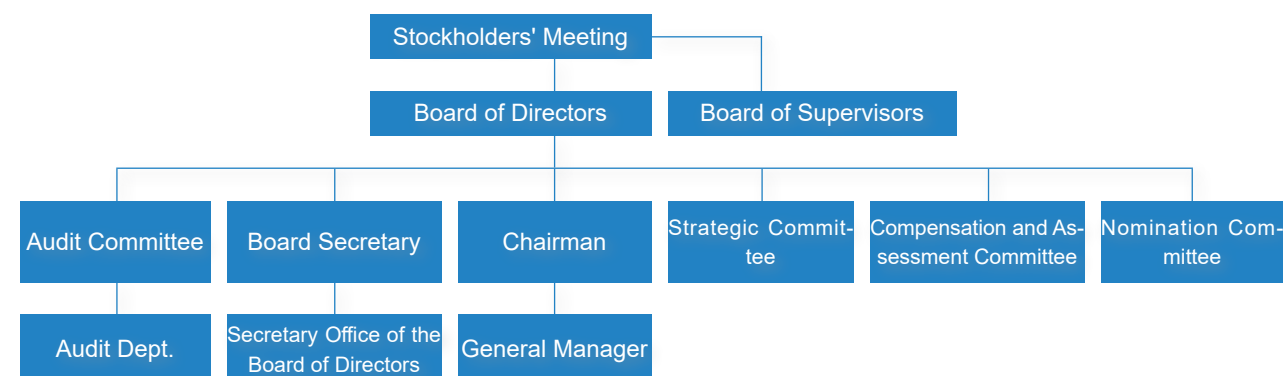 Stockholders' Meeting
Board of Directors
Board of Supervisors
Audit Committee
Board Secretary
Chairman
Strategic Commit-
tee
Compensation and As-
sessment Committee
Nomination Com-
mittee
Audit Dept.
Secretary Office of the
Board of Directors
General Manager